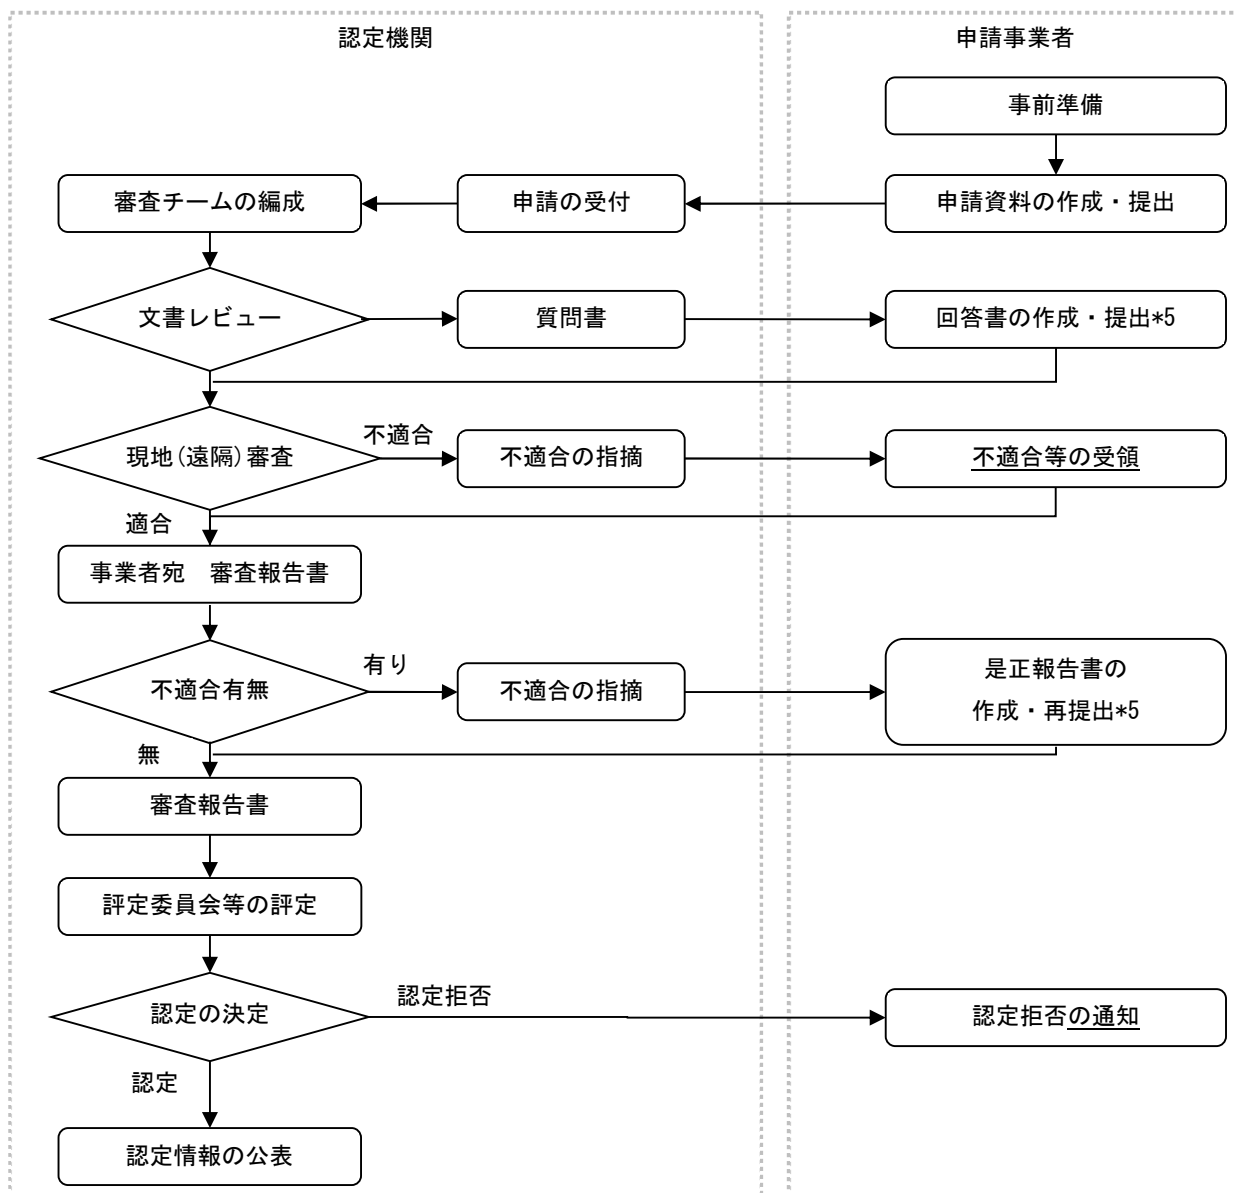 認定機関
申請事業者
事前準備
審査チームの編成
申請の受付
申請資料の作成・提出
文書レビュー
質問書
回答書の作成・提出*5
現地(遠隔)審査
不適合
不適合の指摘
不適合等の受領
適合
事業者宛　審査報告書
不適合有無
有り
不適合の指摘
是正報告書の
作成・再提出*5
無
審査報告書
評定委員会等の評定
認定の決定
認定拒否
認定拒否の通知
認定
認定情報の公表